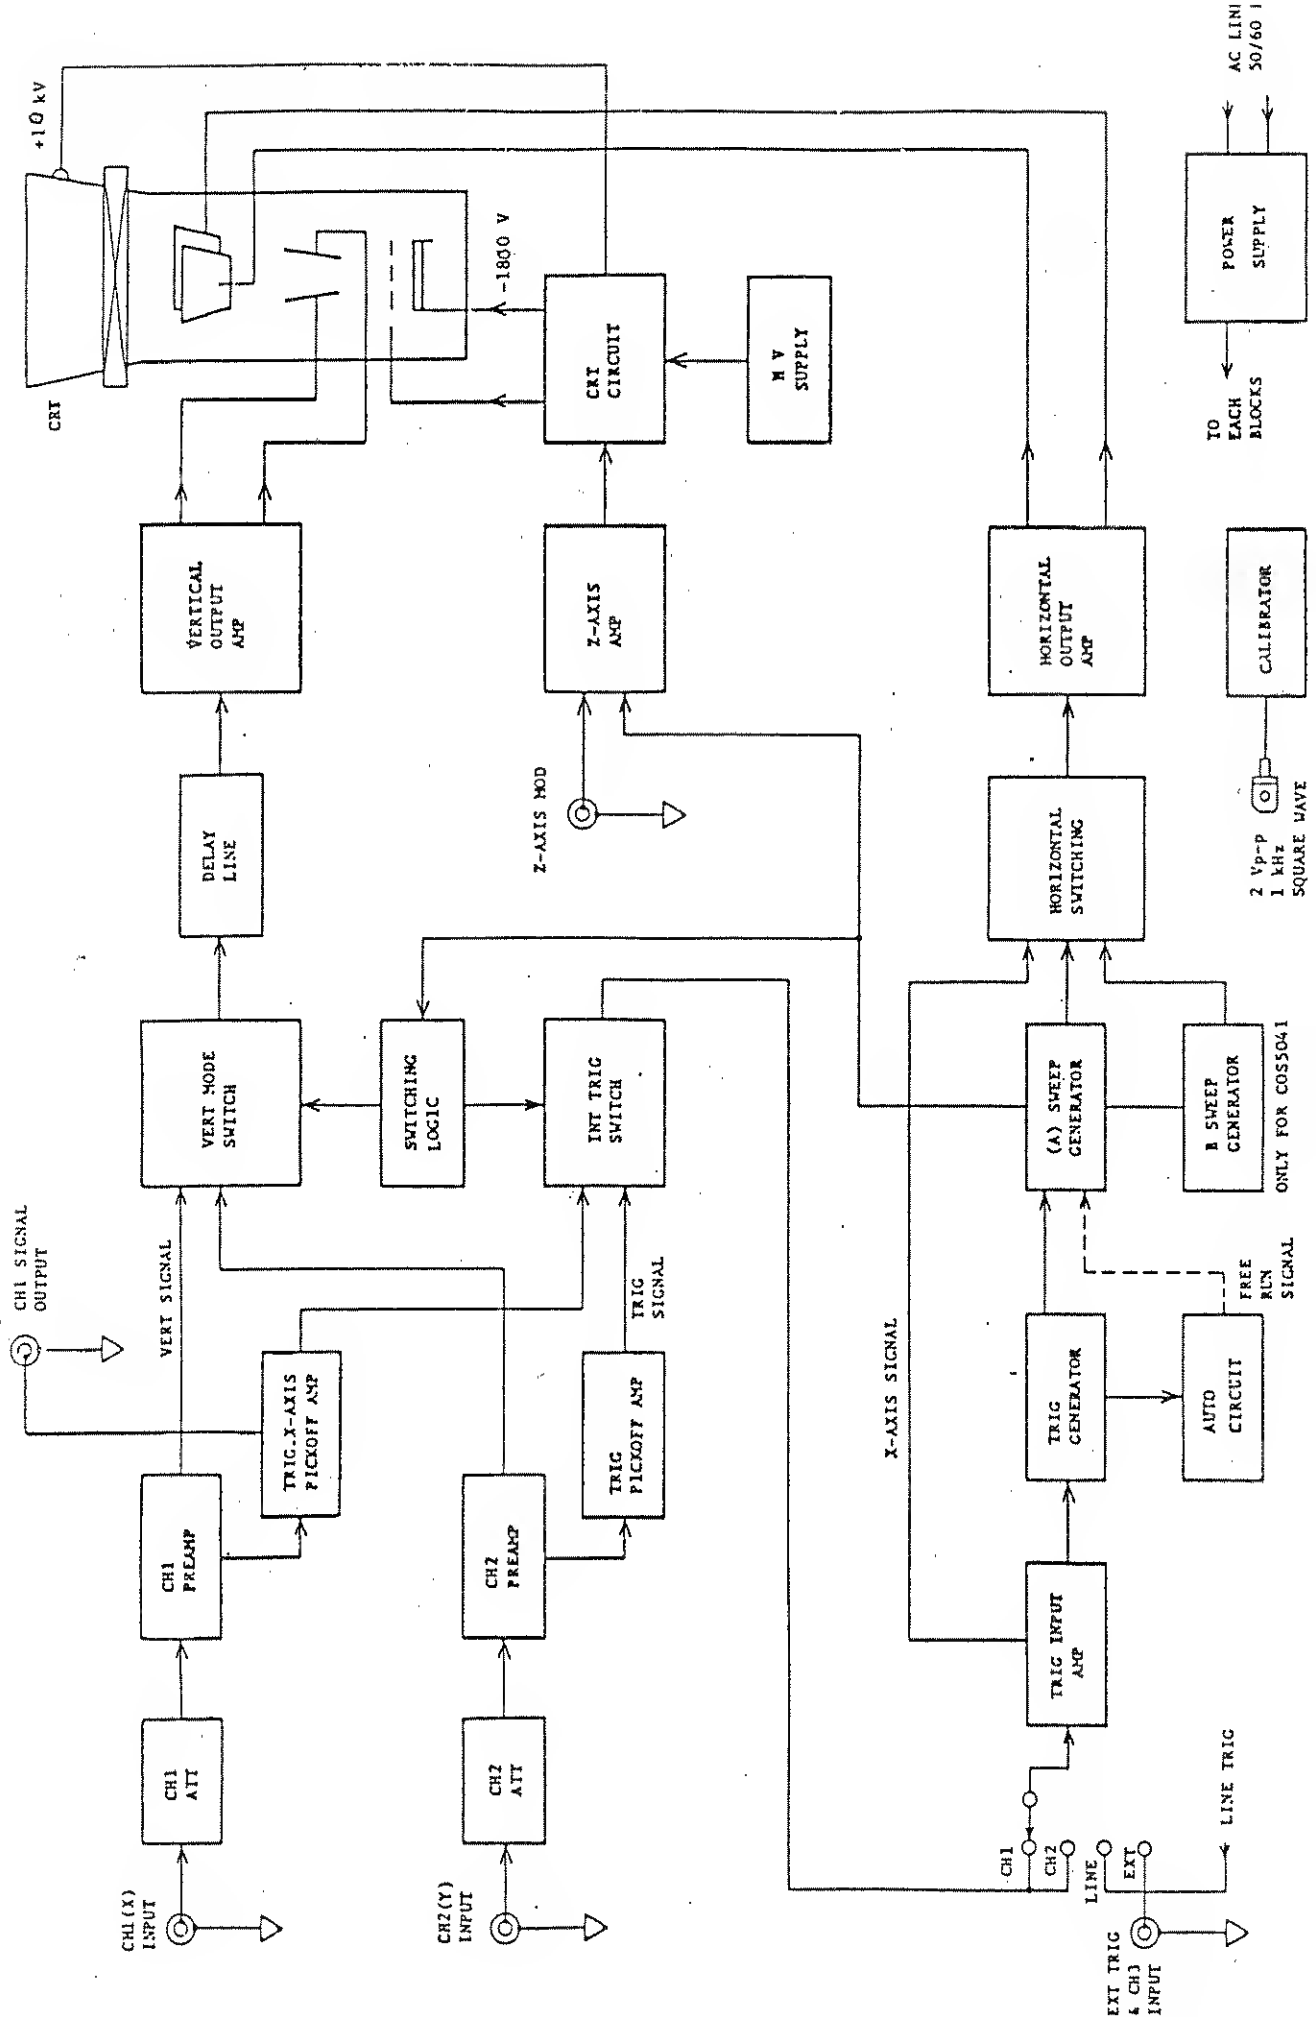 CH1(X)
INPUT
CH1
ATT
CH1
PREAMP
CH1 SIGNAL
OUTPUT
VERT SIGNAL
TRIG.X-AXIS
PICKOFF AMP
VERT MODE
SWITCH
DELAY
LINE
VERTICAL
OUTPUT
AMP
CRT
+10 kV
CH2(Y)
INPUT
CH2
ATT
CH2
PREAMP
TRIG
PICKOFF AMP
TRIG
SIGNAL
SWITCHING
LOGIC
INT TRIG
SWITCH
Z-AXIS MOD
Z-AXIS
AMP
CRT
CIRCUIT
-1800 V
SUPPLY
EXT TRIG
& CH3
INPUT
CH1
CH2
LINE
EXT
LINE TRIG
TRIG INPUT
AMP
X-AXIS SIGNAL
TRIG
GENERATOR
AUTO
CIRCUIT
FREE
RUN
SIGNAL
(A) SWEEP
GENERATOR
B SWEEP
GENERATOR
ONLY FOR COS5041
HORIZONTAL
SWITCHING
HORIZONTAL
OUTPUT
AMP
2 Vp-p
1 kHz
SQUARE WAVE
CALIBRATOR
TO
EACH
BLOCKS
POWER
SUPPLY
AC
50/60